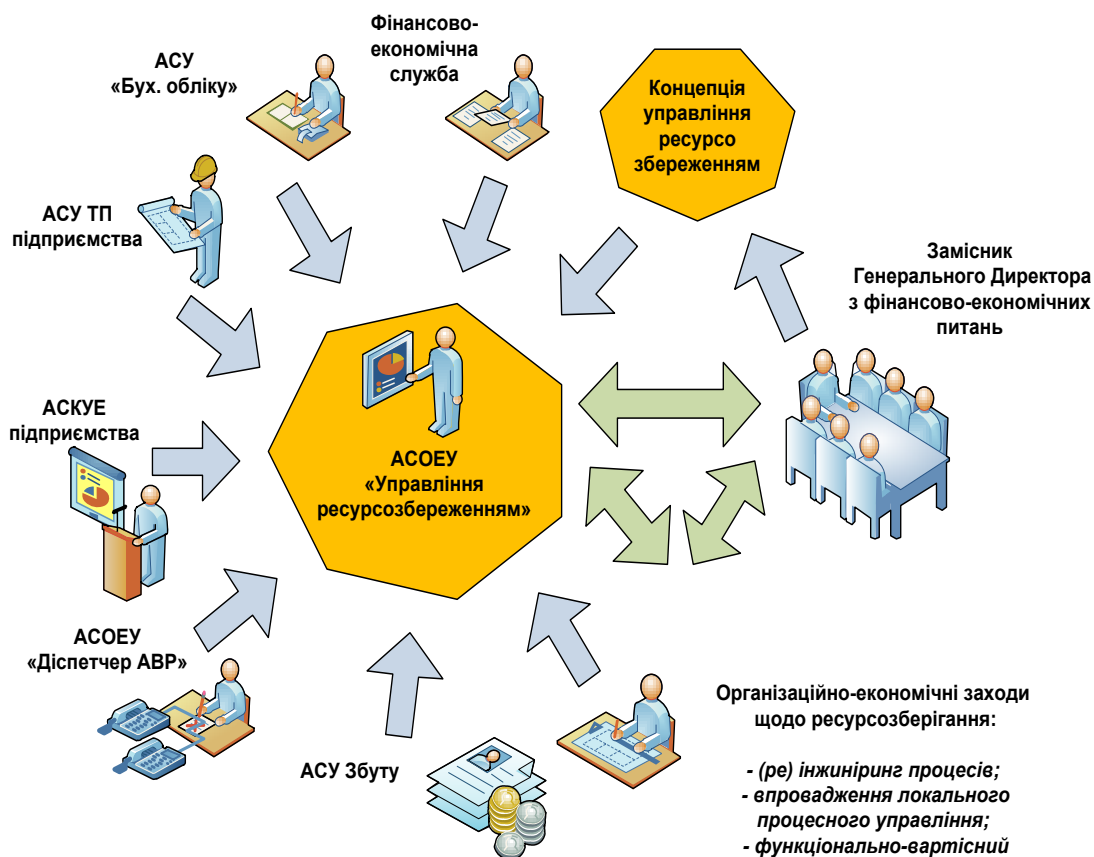 Фінансово-
економічна
служба
АСУ
«Бух. обліку»
Концепція
управління
ресурсо
збереженням
АСУ ТП
підприємства
Замісник
Генерального Директора
з фінансово-економічних
питань
АСКУЕ
підприємства
АСОЕУ
«Управління
ресурсозбереженням»
АСОЕУ
«Діспетчер АВР»
АСУ Збуту
Організаційно-економічні заходи
щодо ресурсозберігання:
- (ре) інжиніринг процесів;
- впровадження локального
процесного управління;
- функціонально-вартісний